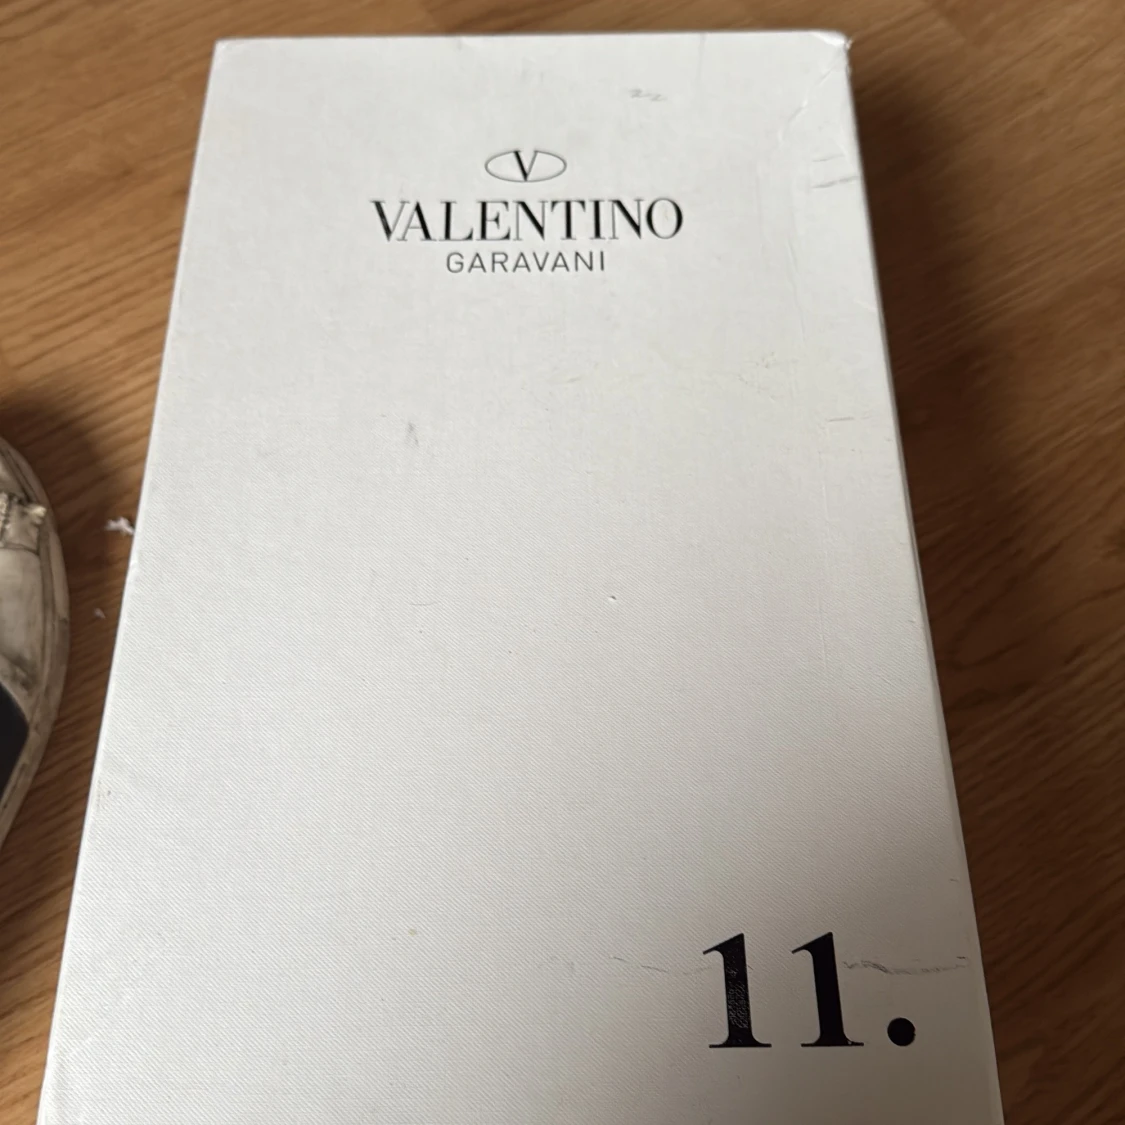 V
VALENTINO
GARAVANI
11.